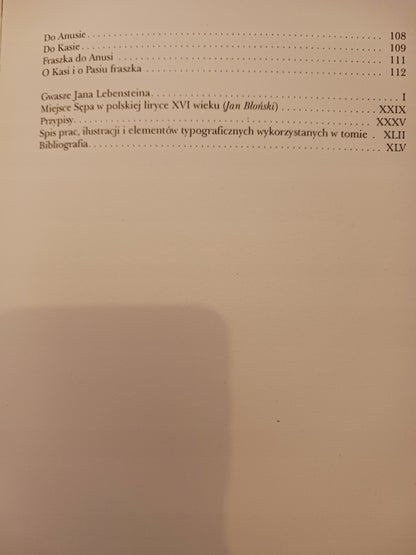 Do Anusie . . . . . . . . . . . . . . . . . . . . . . . . . . . . . . . . . . . . 108
Do Kasie . . . . . . . . . . . . . . . . . . . . . . . . . . . . . . . . . . . . 109
Fraszka do Anusi . . . . . . . . . . . . . . . . . . . . . . . . . . . . . . 111
O Kasi i o Pasiu fraszka . . . . . . . . . . . . . . . . . . . . . . . . . . 112
Gwasze Jana Lebensteina . . . . . . . . . . . . . . . . . . . . . . . . . . I
Miejsce Sępa w polskiej liryce XVI wieku (Jan Błoński) . . . . . . . . . . . . XXIX
Przypisy . . . . . . . . . . . . . . . . . . . . . . . . . . . . . . . . . . . . XXXV
Spis prac, ilustracji i elementów typograficznych wykorzystanych w tomie . XLII
Bibliografia . . . . . . . . . . . . . . . . . . . . . . . . . . . . . . . . . . XLV